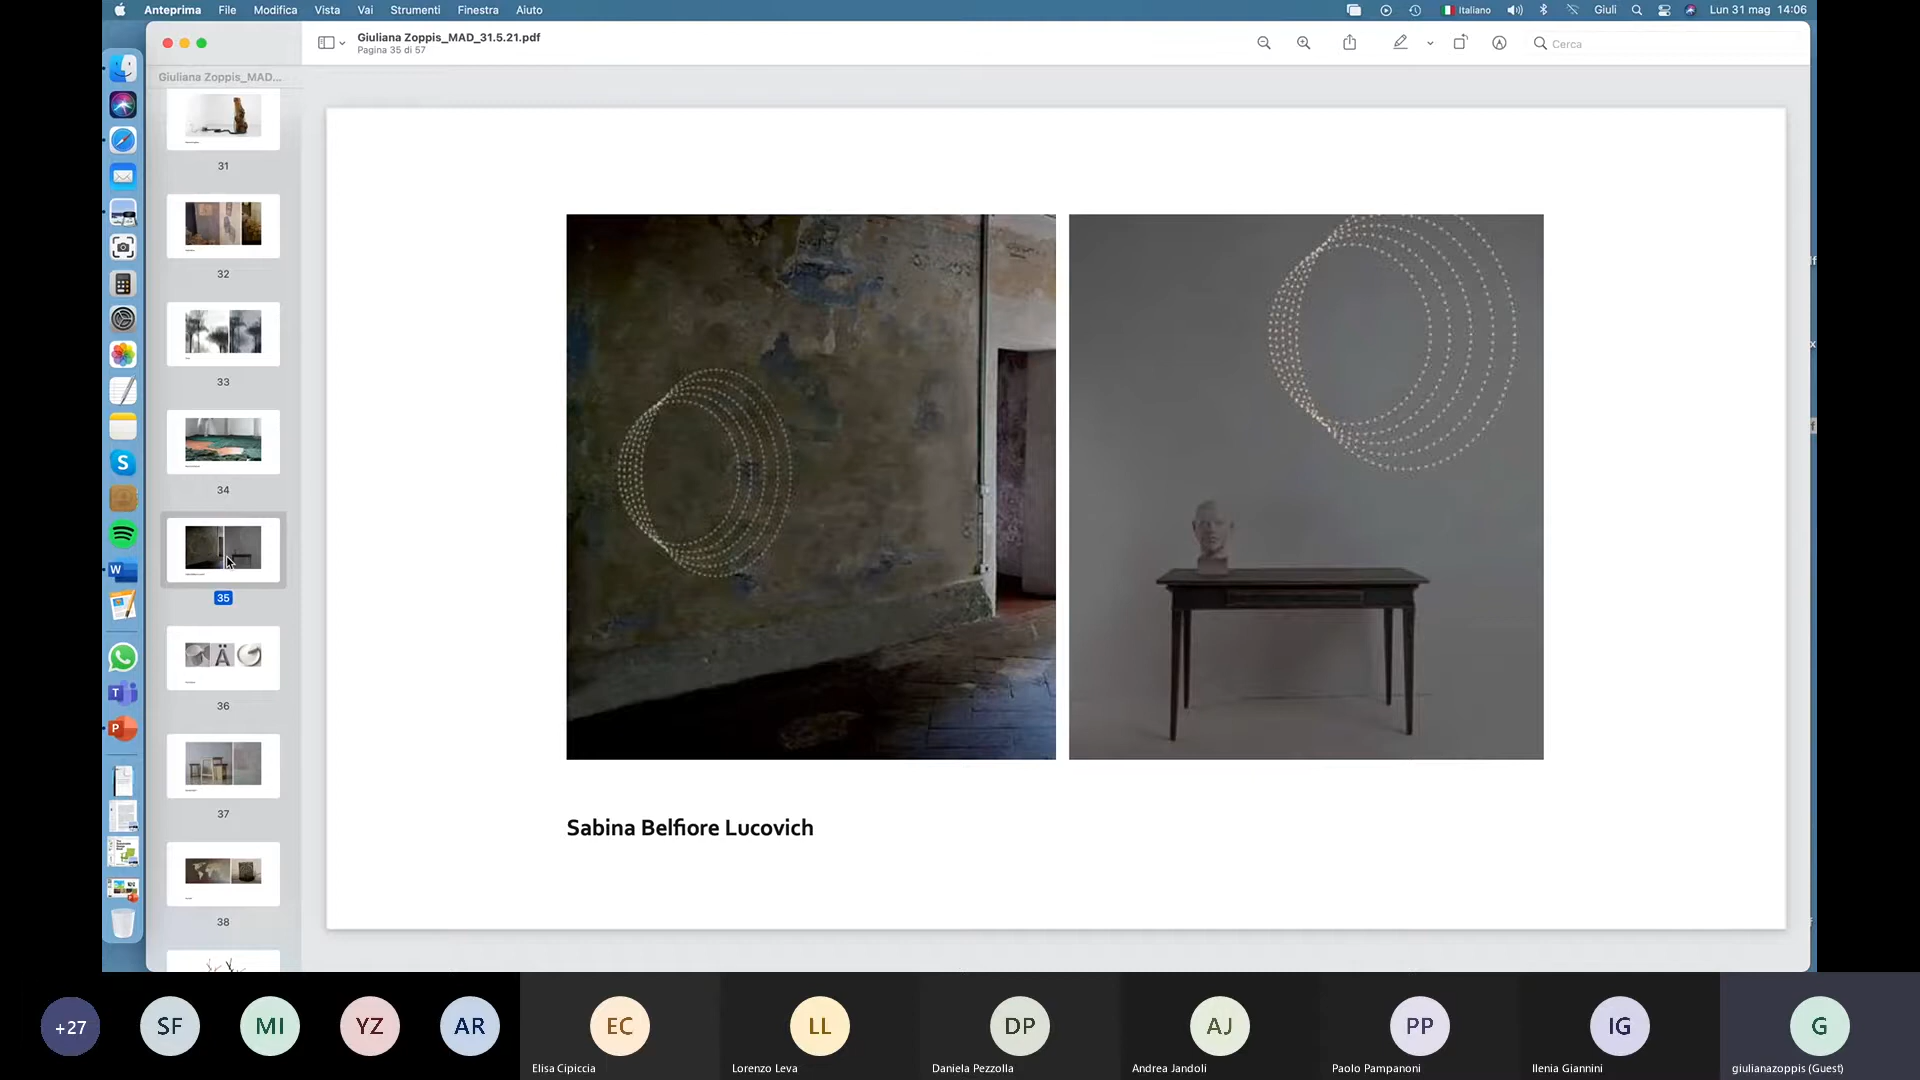 Anteprima File Modifica Vista Vai Strumenti Finestra Aiuto
Italiano Giuli Lun 31 mag 14:06
Giuliana Zoppis_MAD_31.5.21.pdf
Pagina 35 di 57
Cerca
Giuliana Zoppis_MAD...
31
32
33
34
35
36
37
38
Sabina Belfiore Lucovich
+27
SF
MI
YZ
AR
EC
LL
DP
AJ
PP
IG
G
Elisa Cipiccia
Lorenzo Leva
Daniela Pezzolla
Andrea Jandoli
Paolo Pampanoni
Ilenia Giannini
giulianazoppis (Guest)